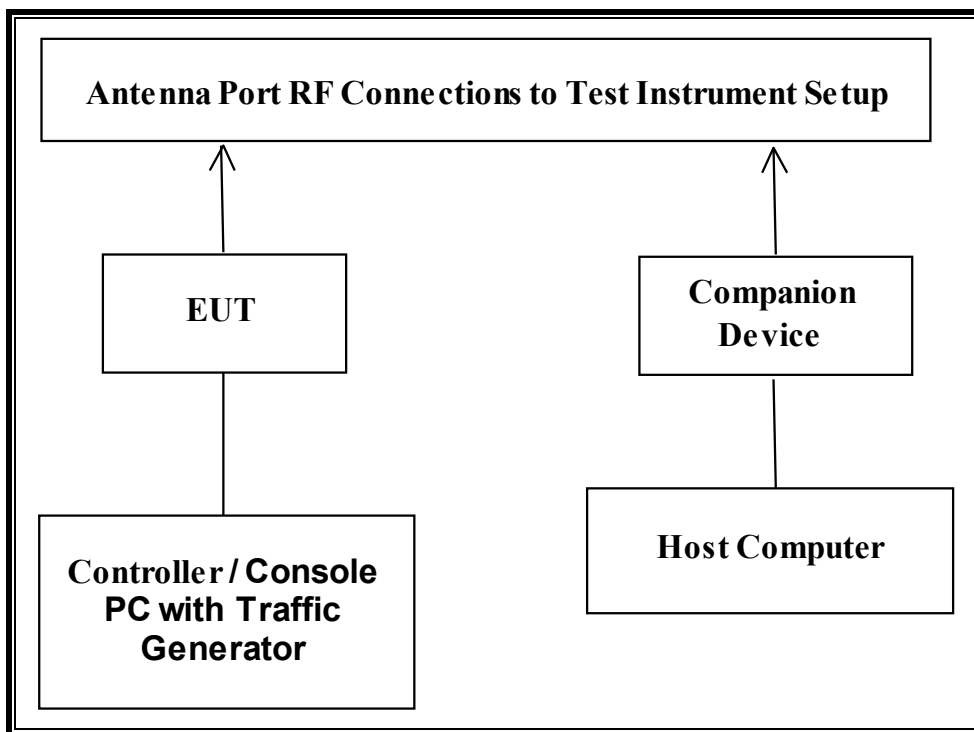 Antenna Port RF Connections to Test Instrument Setup
EUT
Companion
Device
Controller / Console
PC with Traffic
Generator
Host Computer